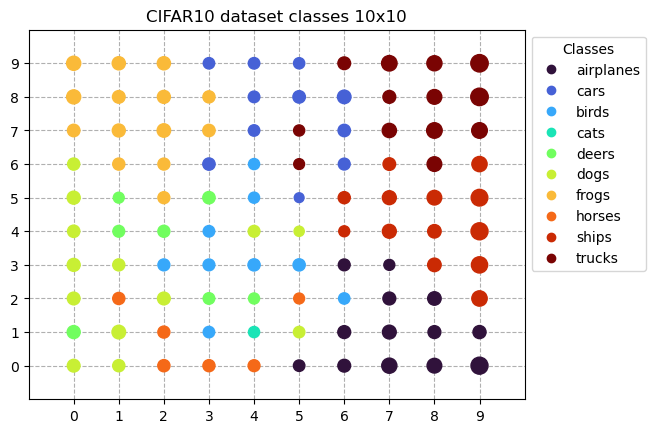 CIFAR10 dataset classes 10x10
9
8
7
6
5
4
3
2
1
0
0 1 2 3 4 5 6 7 8 9
Classes
airplanes
cars
birds
cats
deers
dogs
frogs
horses
ships
trucks